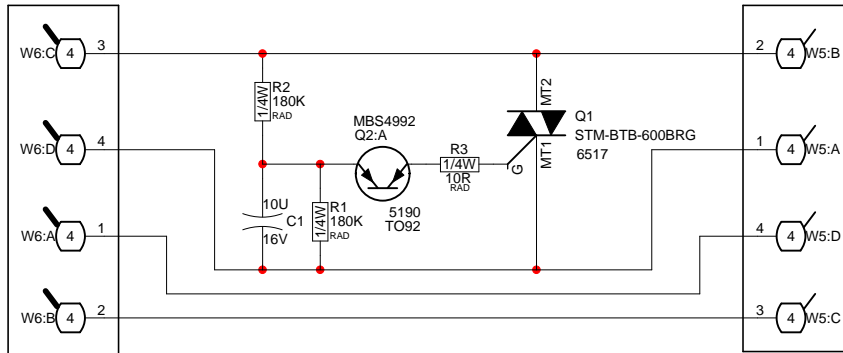 W6:C 4 3
2 4 W5:B
W6:D 4 4
1 4 W5:A
W6:A 4 1
4 4 W5:D
W6:B 4 2
3 4 W5:C
R2
1/4W
180K
RAD
10U
C1
16V
R1
1/4W
180K
RAD
MBS4992
Q2:A
5190
TO92
R3
1/4W
10R
RAD
MT2
G
MT1
Q1
STM-BTB-600BRG
6517